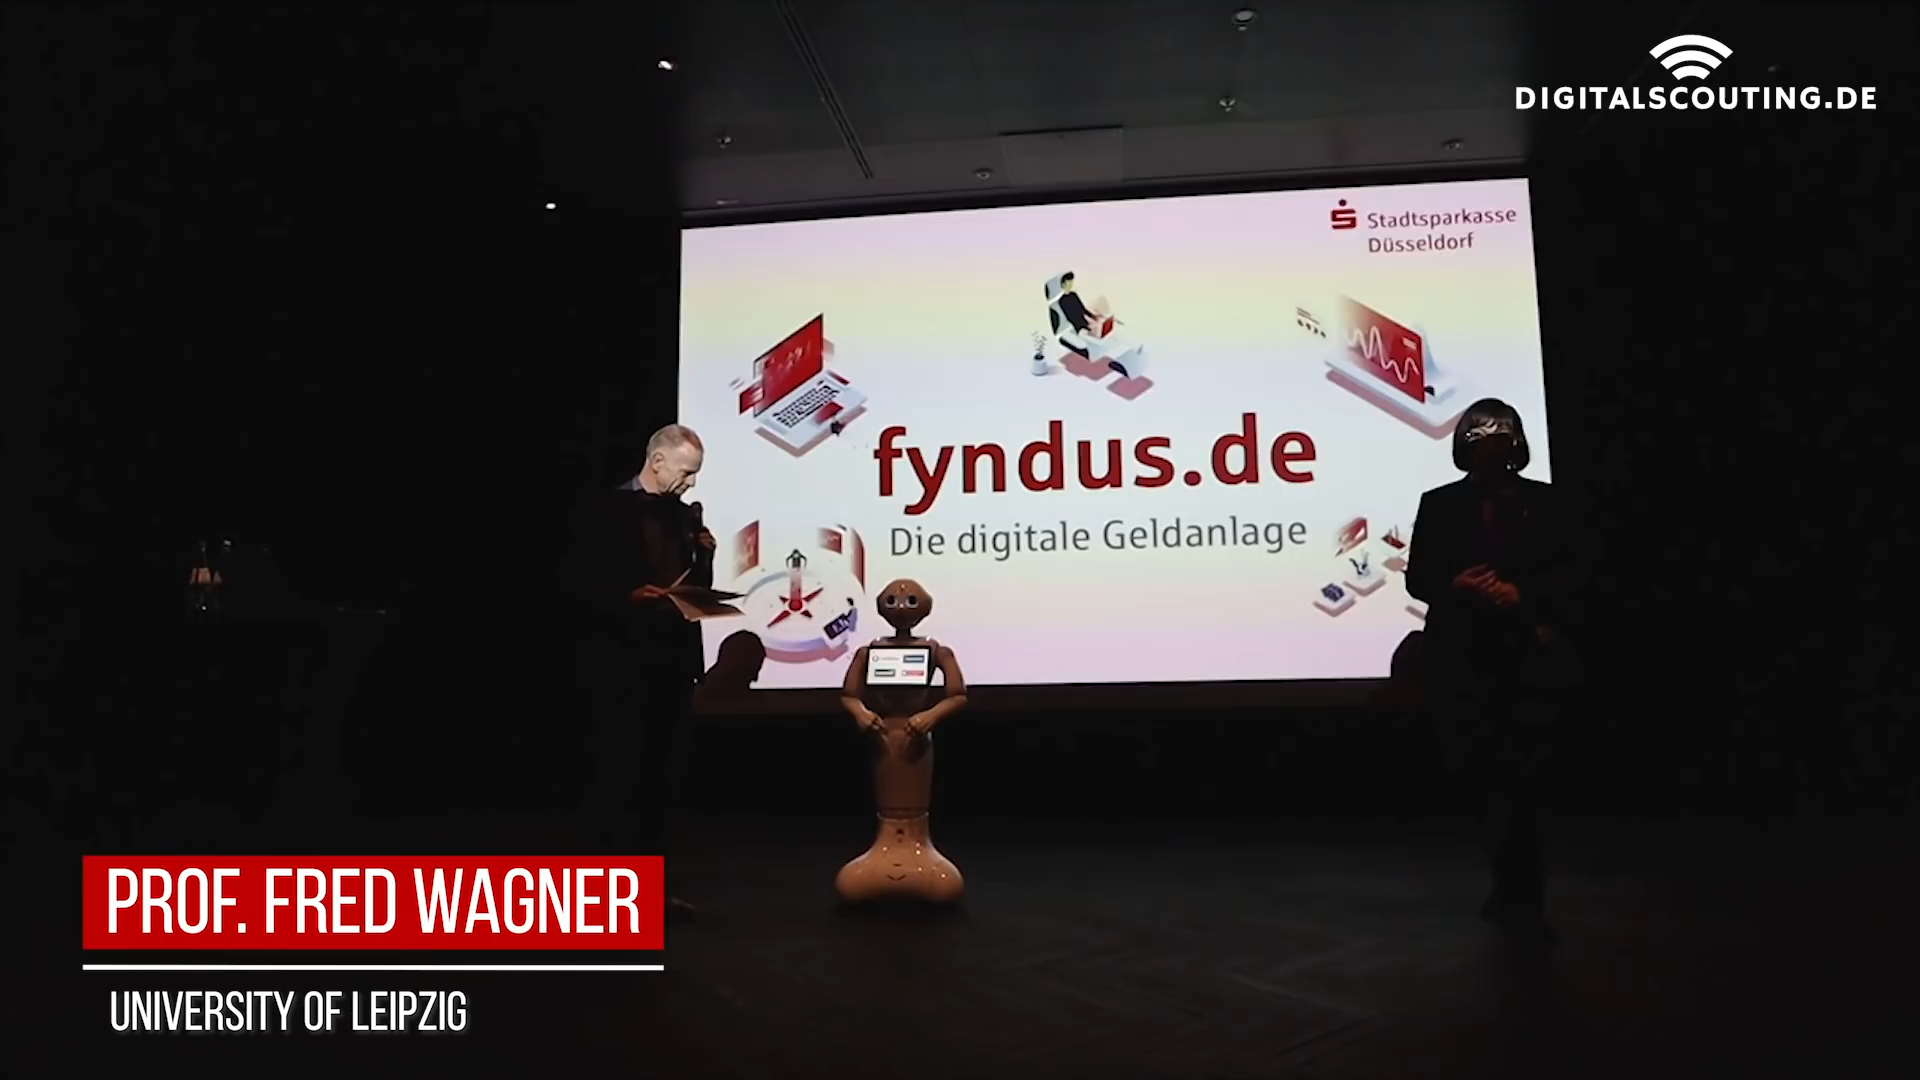 DIGITALSCOUTING.DE
Stadtsparkasse
Düsseldorf
fyndus.de
Die digitale Geldanlage
PROF. FRED WAGNER
UNIVERSITY OF LEIPZIG